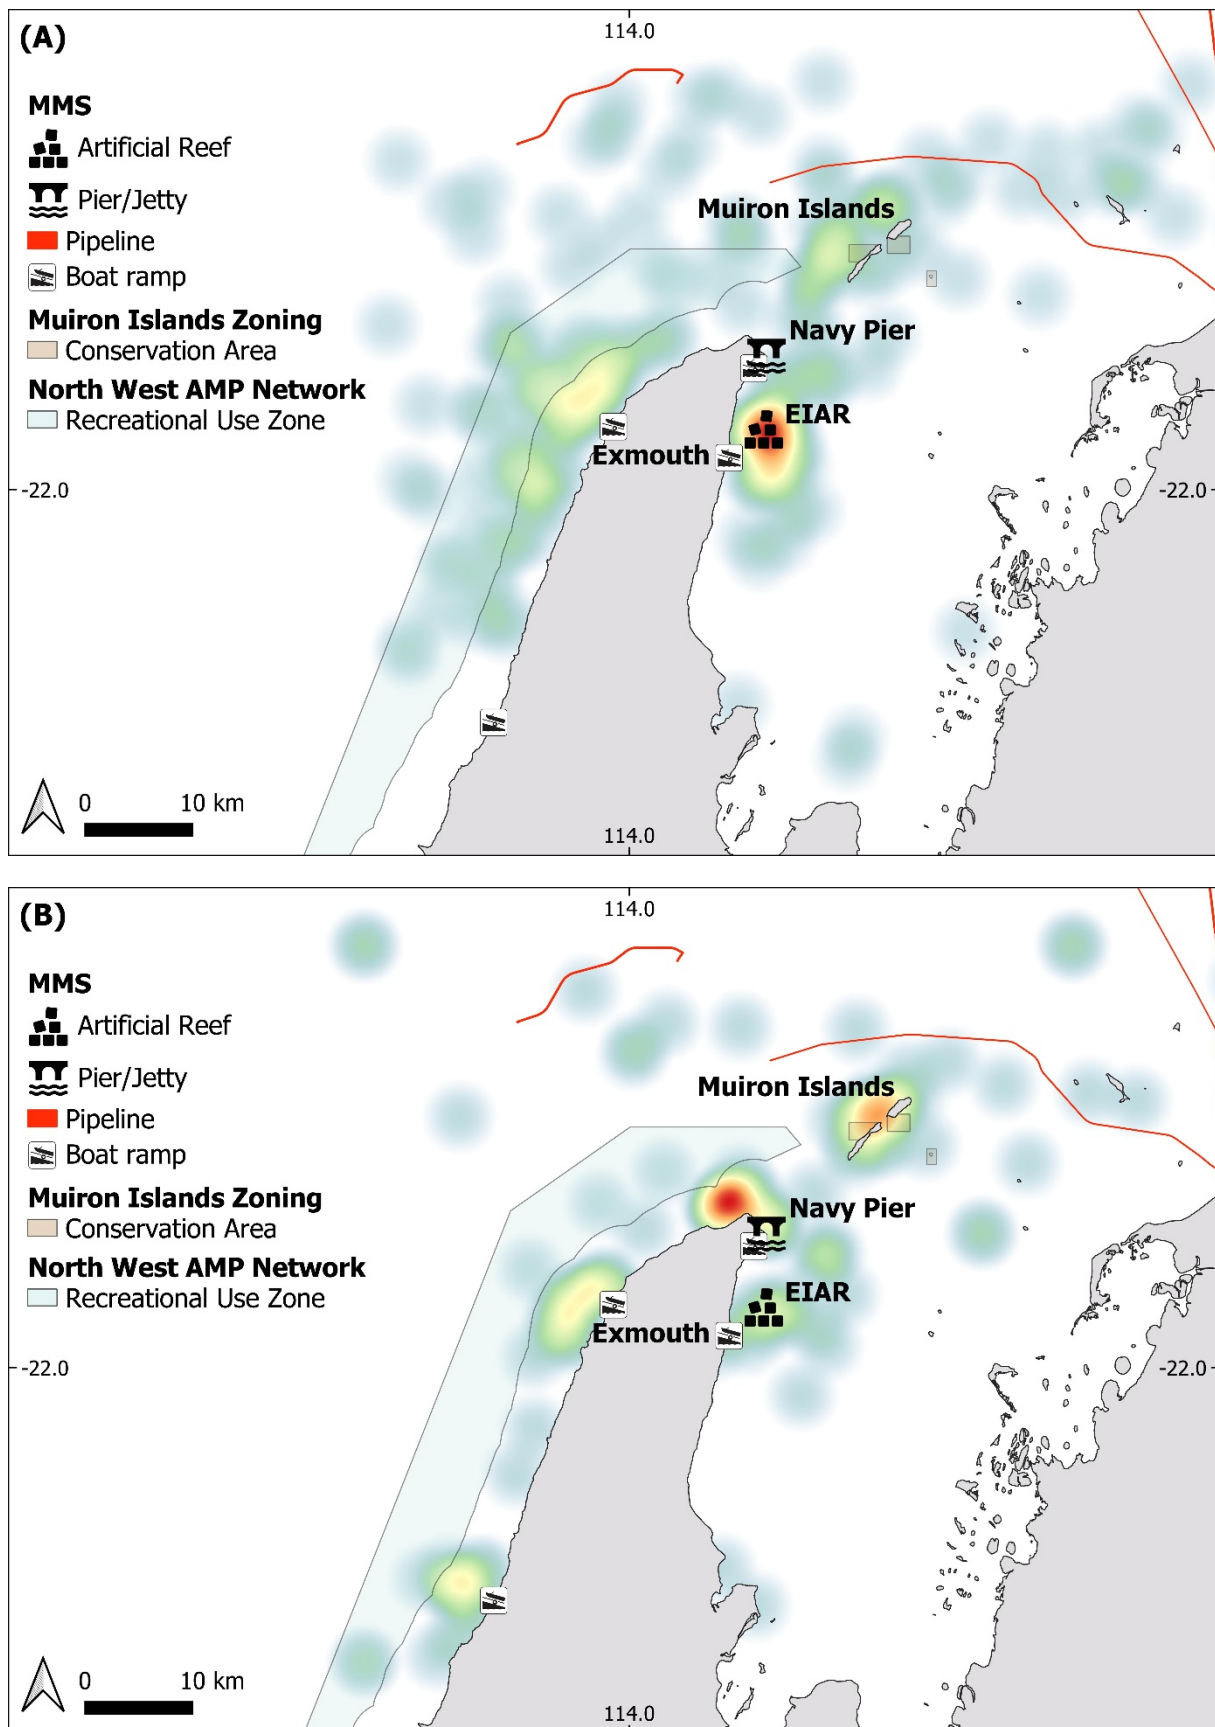 (A)
114.0
MMS
Artificial Reef
Pier/Jetty
Pipeline
Boat ramp
Muiron Islands Zoning
Conservation Area
North West AMP Network
Recreational Use Zone
Muiron Islands
Navy Pier
EIAR
Exmouth
-22.0
-22.0
0 10 km
114.0
(B)
114.0
MMS
Artificial Reef
Pier/Jetty
Pipeline
Boat ramp
Muiron Islands Zoning
Conservation Area
North West AMP Network
Recreational Use Zone
Muiron Islands
Navy Pier
EIAR
Exmouth
-22.0
-22.0
0 10 km
114.0